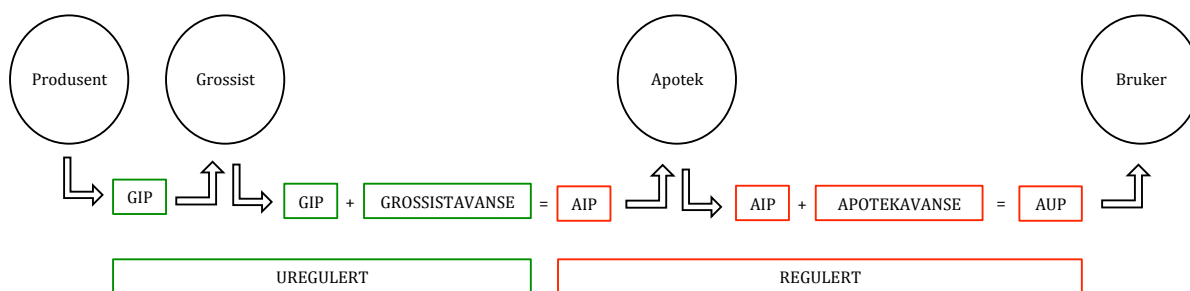 Produsent Grossist Apotek Bruker
GIP GIP + GROSSISTAVANSE = AIP AIP + APOTEKAVANSE = AUP
UREGULERT REGULERT